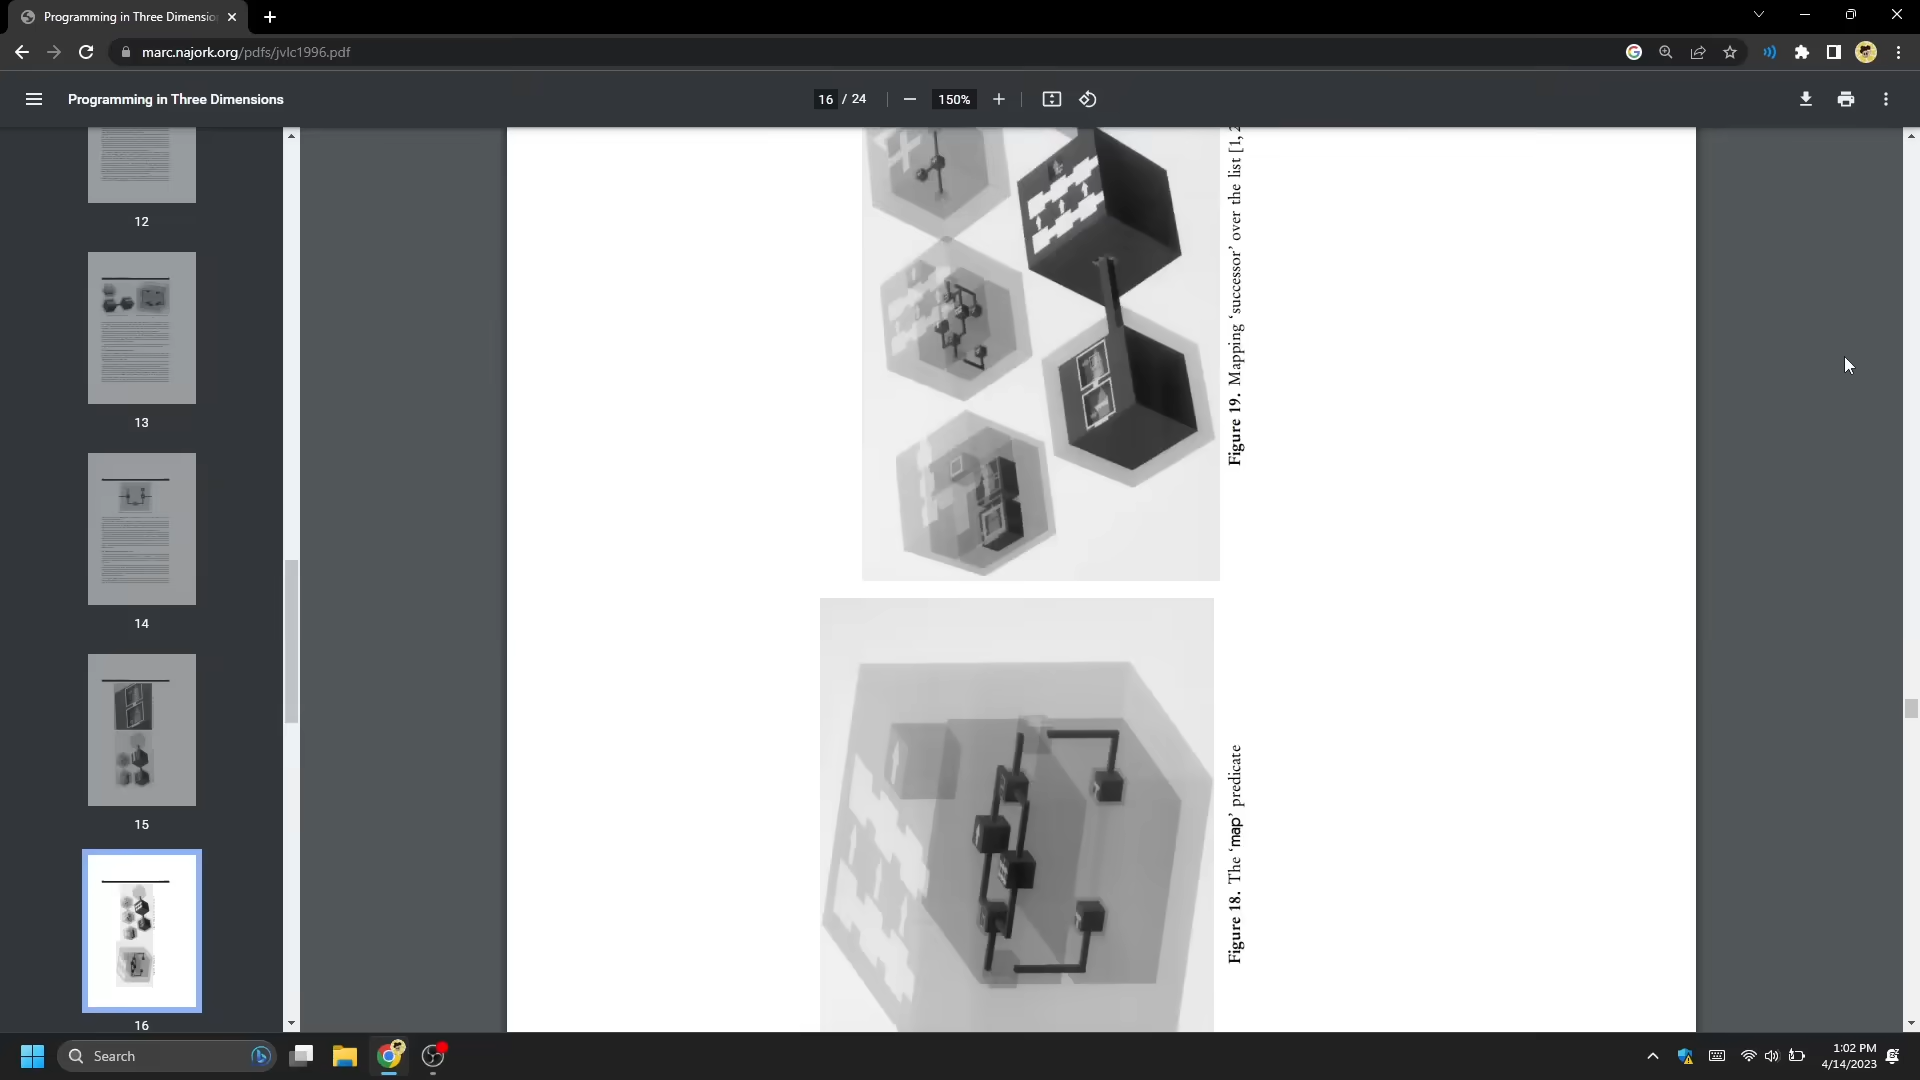 Programming in Three Dimensio
marc.najork.org/pdfs/jvlc1996.pdf
Programming in Three Dimensions
16 / 24
150%
12
13
14
15
16
Figure 19. Mapping ‘successor’ over the list [1,
Figure 18. The ‘map’ predicate
Search
1:02 PM
4/14/2023